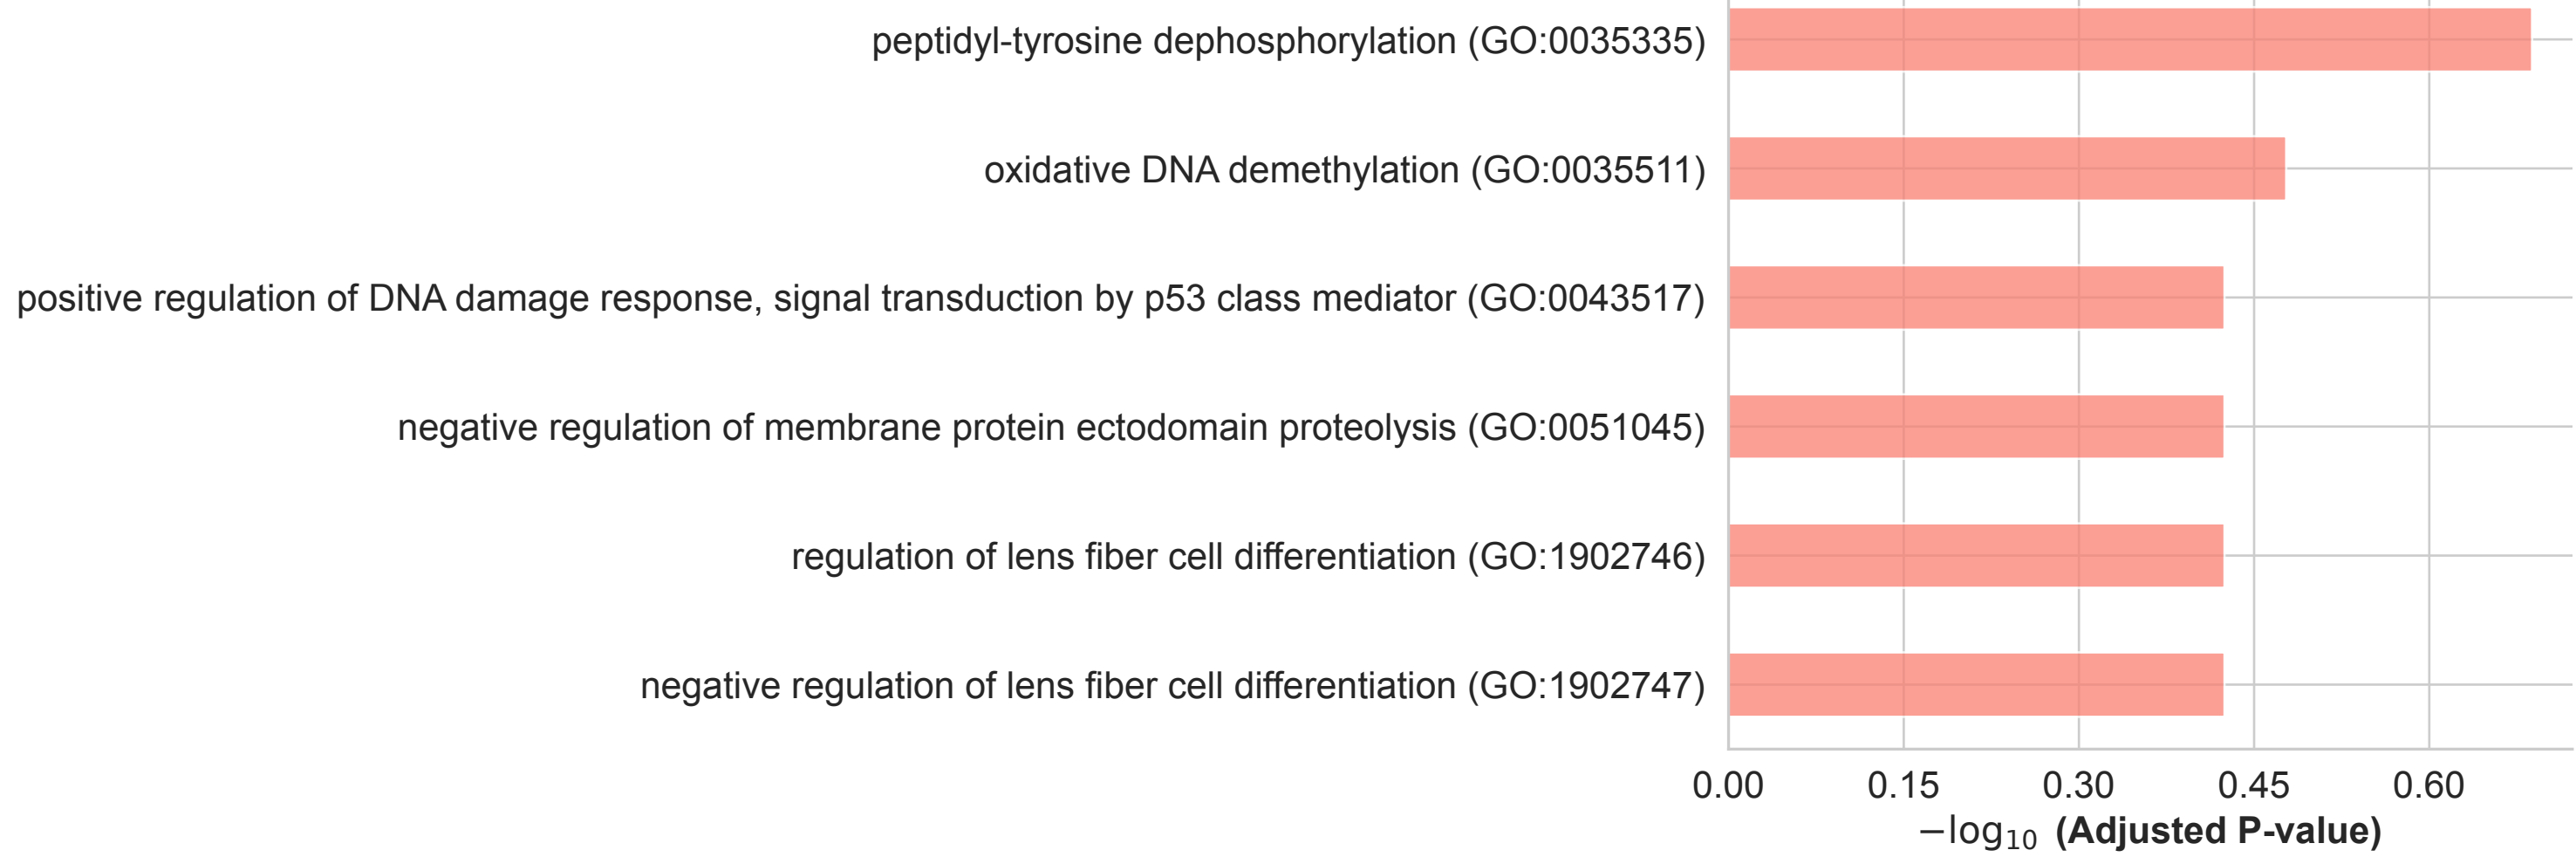 peptidyl-tyrosine dephosphorylation (GO:0035335)
oxidative DNA demethylation (GO:0035511)
positive regulation of DNA damage response, signal transduction by p53 class mediator (GO:0043517)
negative regulation of membrane protein ectodomain proteolysis (GO:0051045)
regulation of lens fiber cell differentiation (GO:1902746)
negative regulation of lens fiber cell differentiation (GO:1902747)
0.00 0.15 0.30 0.45 0.60
−log₁₀ (Adjusted P-value)